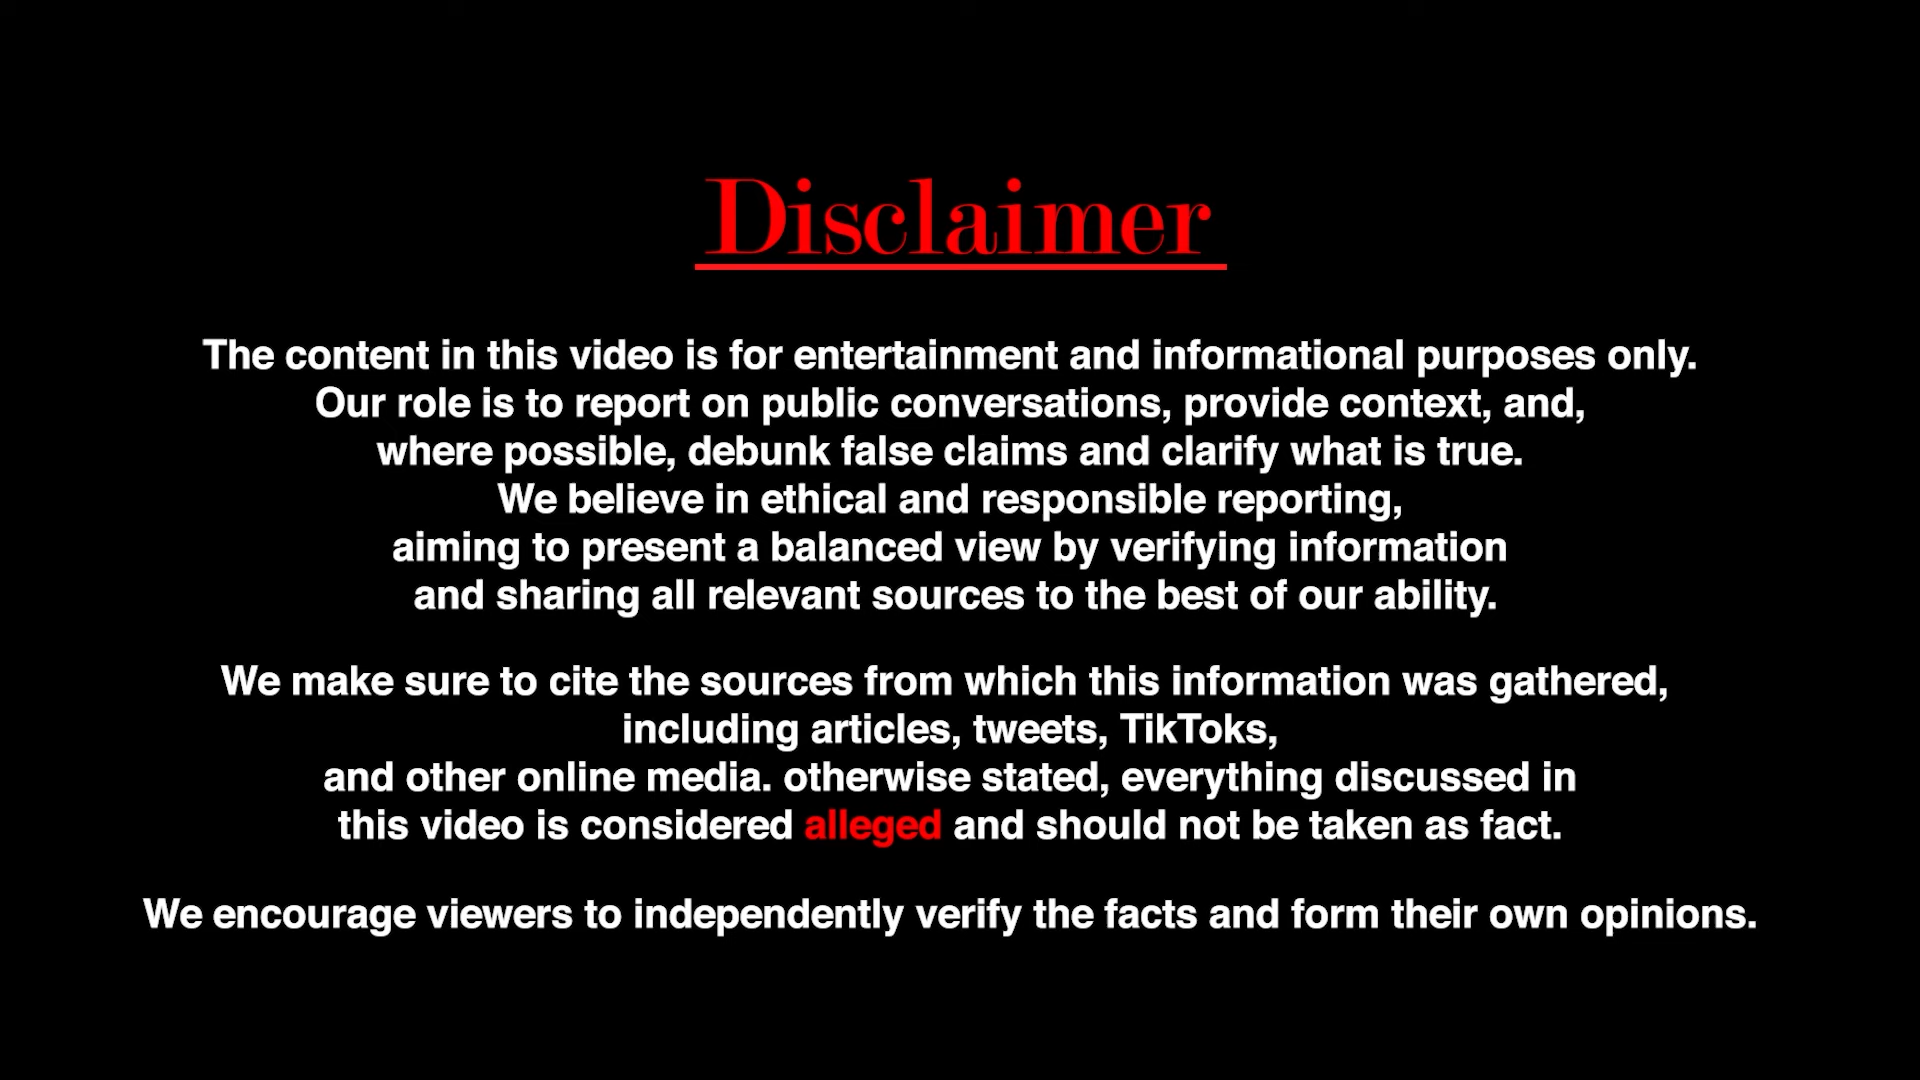 Disclaimer
The content in this video is for entertainment and informational purposes only.
Our role is to report on public conversations, provide context, and,
where possible, debunk false claims and clarify what is true.
We believe in ethical and responsible reporting,
aiming to present a balanced view by verifying information
and sharing all relevant sources to the best of our ability.
We make sure to cite the sources from which this information was gathered,
including articles, tweets, TikToks,
and other online media. otherwise stated, everything discussed in
this video is considered alleged and should not be taken as fact.
We encourage viewers to independently verify the facts and form their own opinions.